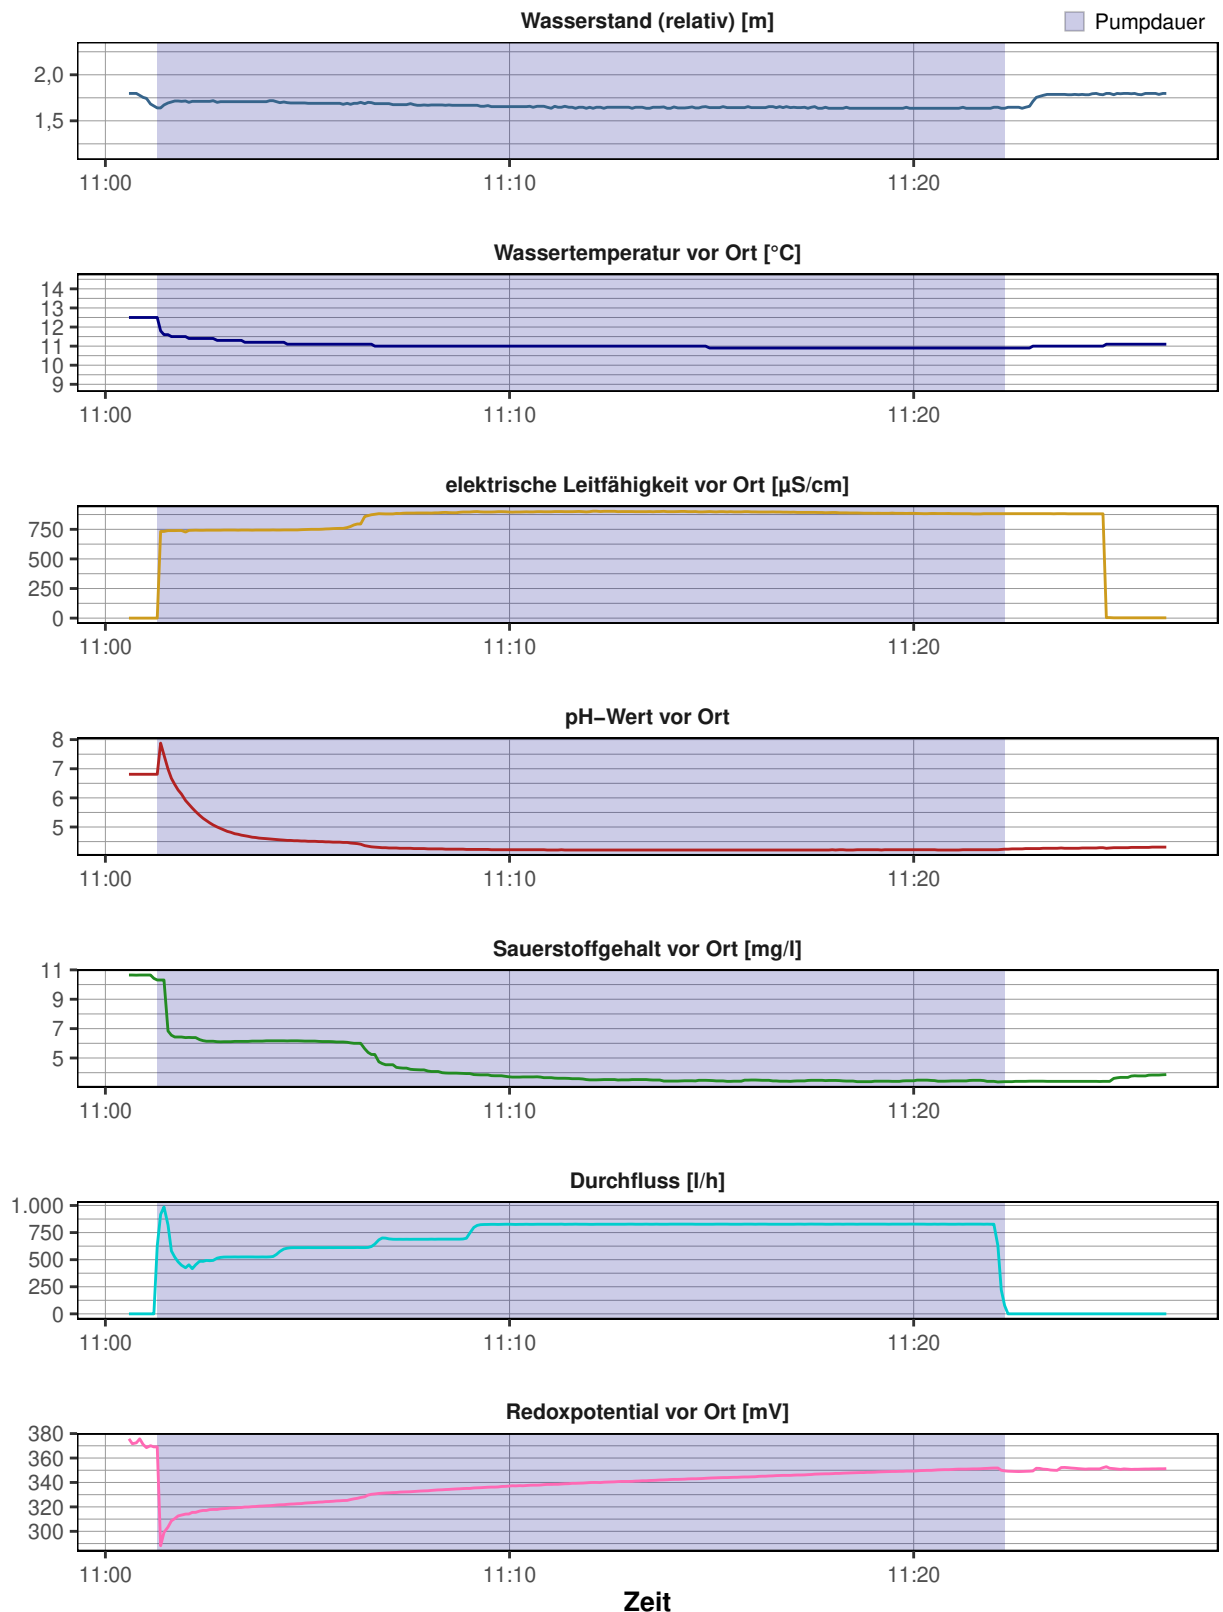 Wasserstand (relativ) [m]
Pumpdauer
2,0
1,5
11:00 11:10 11:20
Wassertemperatur vor Ort [°C]
14
13
12
11
10
9
11:00 11:10 11:20
elektrische Leitfähigkeit vor Ort [µS/cm]
750
500
250
0
11:00 11:10 11:20
pH−Wert vor Ort
8
7
6
5
11:00 11:10 11:20
Sauerstoffgehalt vor Ort [mg/l]
11
9
7
5
11:00 11:10 11:20
Durchfluss [l/h]
1.000
750
500
250
0
11:00 11:10 11:20
Redoxpotential vor Ort [mV]
380
360
340
320
300
11:00 11:10 11:20
Zeit